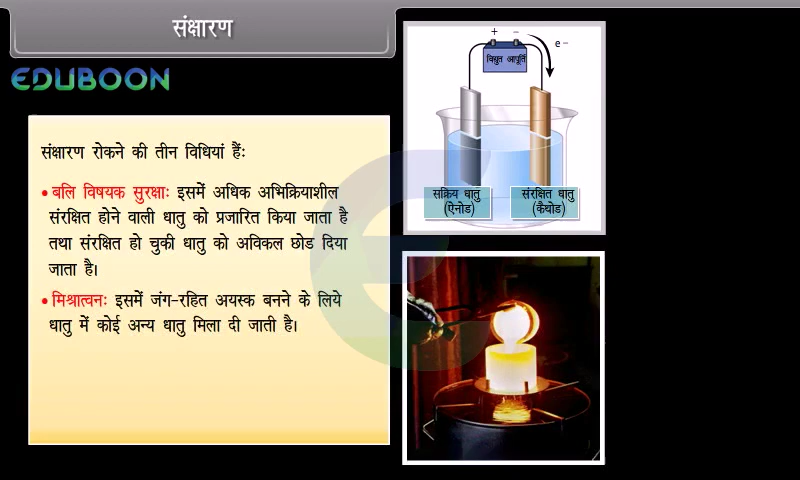 संक्षारण
EDUBOON
संक्षारण रोकने की तीन विधियां हैंः
• बलि विषयक सुरक्षाः इसमें अधिक अभिक्रियाशील
संरक्षित होने वाली धातु को प्रजारित किया जाता है
तथा संरक्षित हो चुकी धातु को अविकल छोड दिया
जाता है।
• मिश्रात्वनः इसमें जंग-रहित अयस्क बनने के लिये
धातु में कोई अन्य धातु मिला दी जाती है।
+ −
e−
विद्युत आपूर्ति
सक्रिय धातु
(ऐनोड)
संरक्षित धातु
(कैथोड)